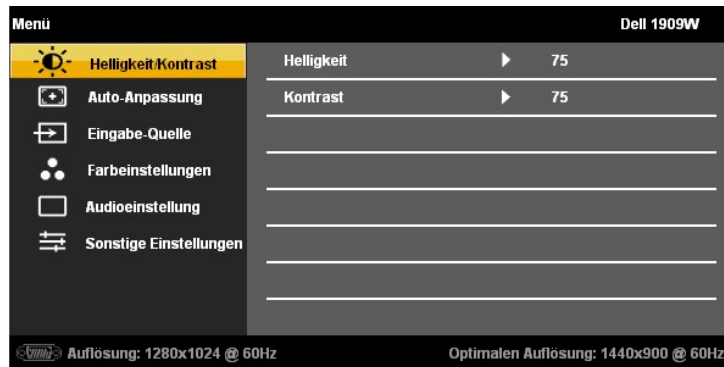 Menü Dell 1909W
Helligkeit/Kontrast Helligkeit 75
Auto-Anpassung Kontrast 75
Eingabe-Quelle
Farbeinstellungen
Audioeinstellung
Sonstige Einstellungen
Auflösung: 1280x1024 @ 60Hz Optimalen Auflösung: 1440x900 @ 60Hz